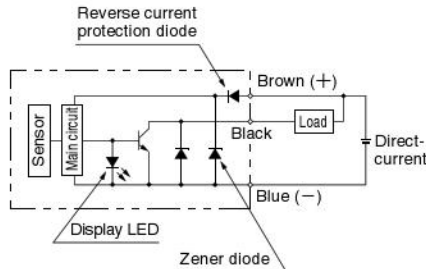 Reverse current
protection diode
Brown (+)
Sensor
Main circuit
Black
Load
Direct-
current
Blue (−)
Display LED
Zener diode